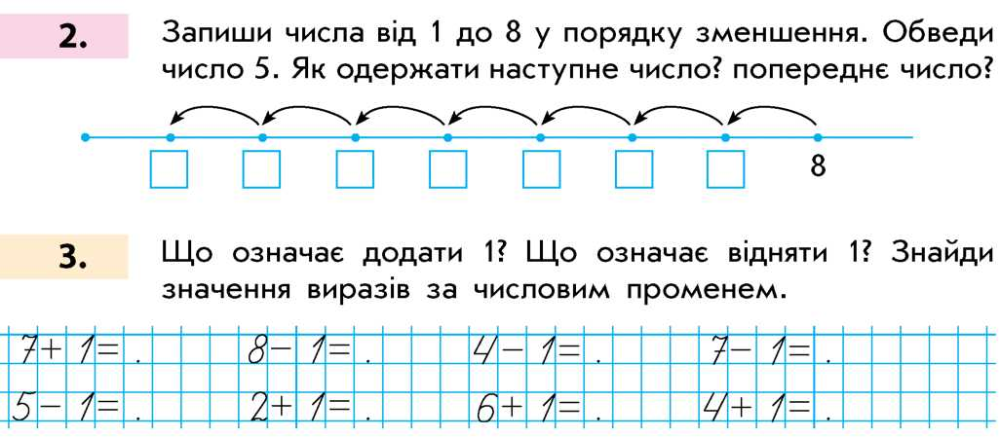 2. Запиши числа від 1 до 8 у порядку зменшення. Обведи
число 5. Як одержати наступне число? попереднє число?
8
3. Що означає додати 1? Що означає відняти 1? Знайди
значення виразів за числовим променем.
7+ 1= . 8− 1= . 4− 1= . 7− 1= .
5− 1= . 2+ 1= . 6+ 1= . 4+ 1= .